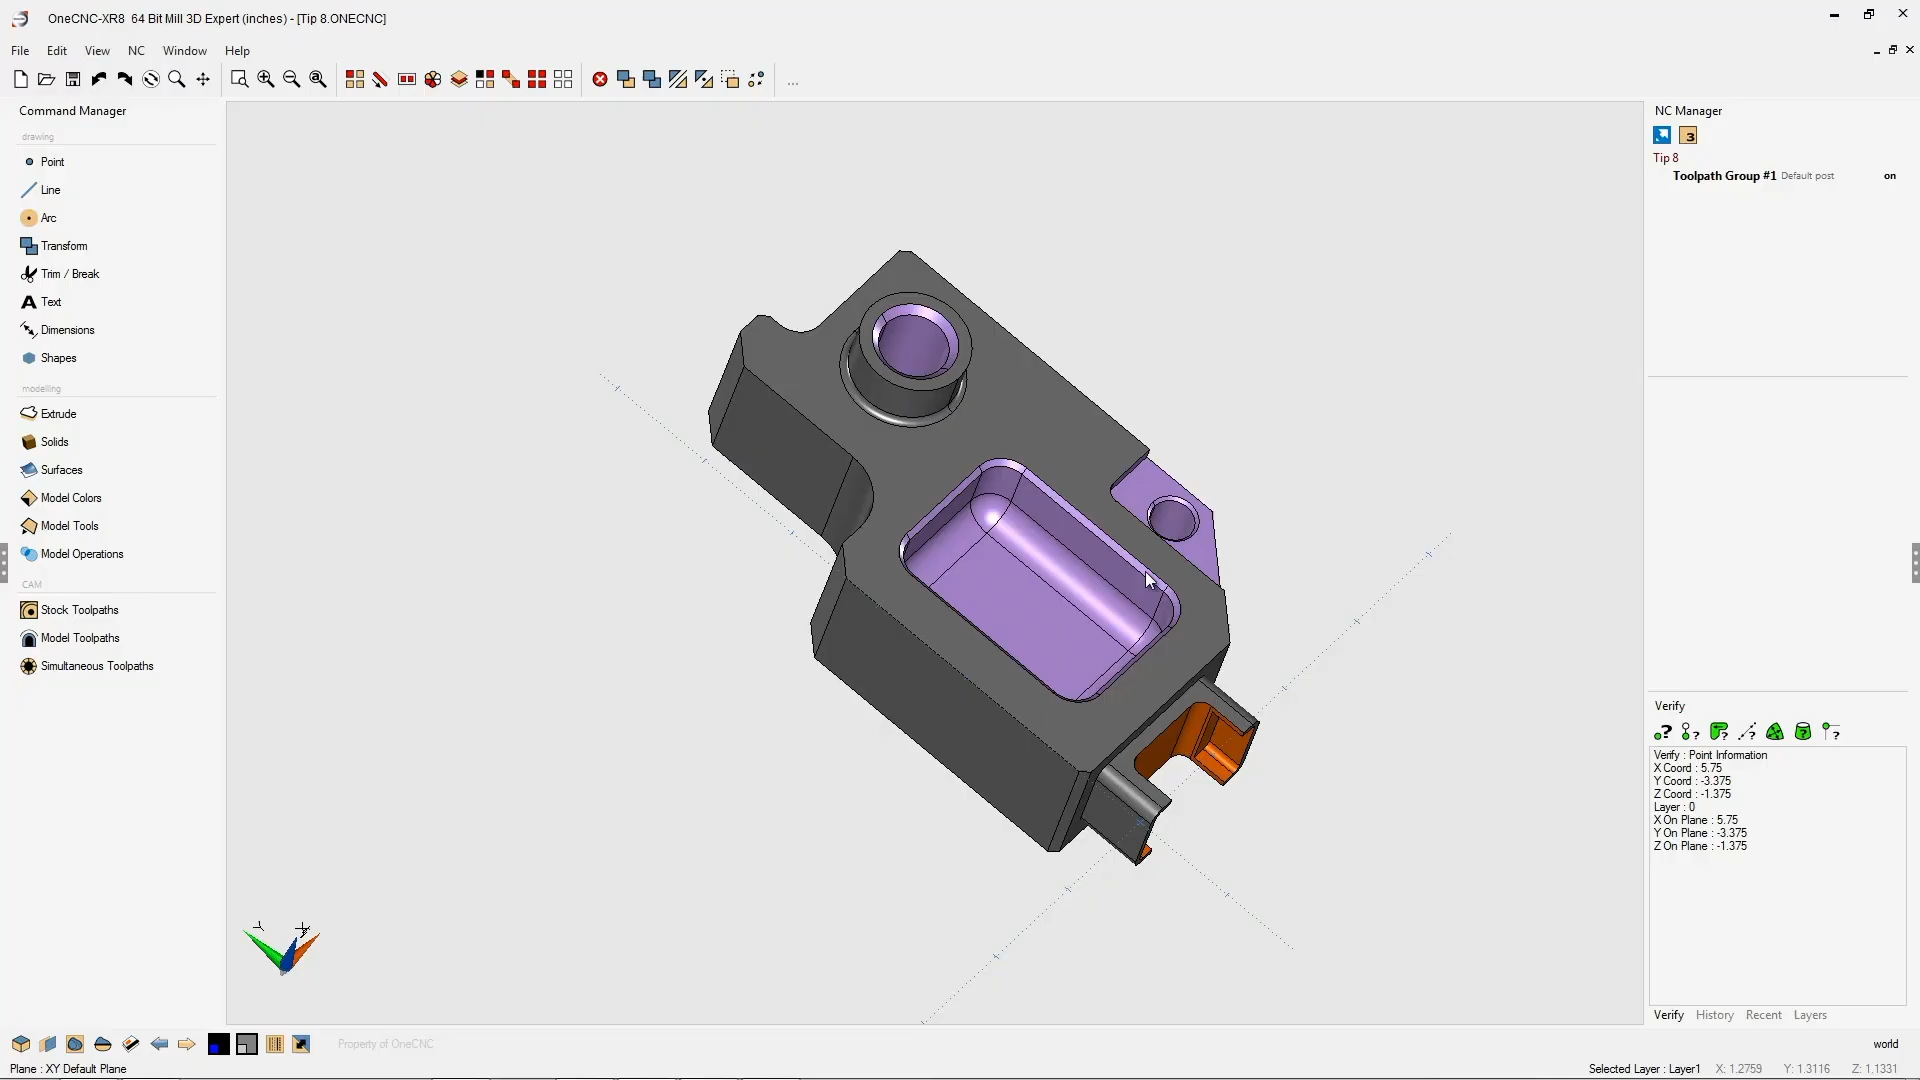 OneCNC-XR8 64 Bit Mill 3D Expert (inches) - [Tip 8.ONECNC]
File Edit View NC Window Help
...
Command Manager
drawing
Point
Line
Arc
Transform
Trim / Break
Text
Dimensions
Shapes
modelling
Extrude
Solids
Surfaces
Model Colors
Model Tools
Model Operations
CAM
Stock Toolpaths
Model Toolpaths
Simultaneous Toolpaths
NC Manager
3
Tip 8
Toolpath Group #1 Default post on
Verify
Verify : Point Information
X Coord : 5.75
Y Coord : -3.375
Z Coord : -1.375
Layer : 0
X On Plane : 5.75
Y On Plane : -3.375
Z On Plane : -1.375
Verify History Recent Layers
Property of OneCNC
world
Plane : XY Default Plane
Selected Layer : Layer1 X: 1.2759 Y: 1.3116 Z: 1.1331